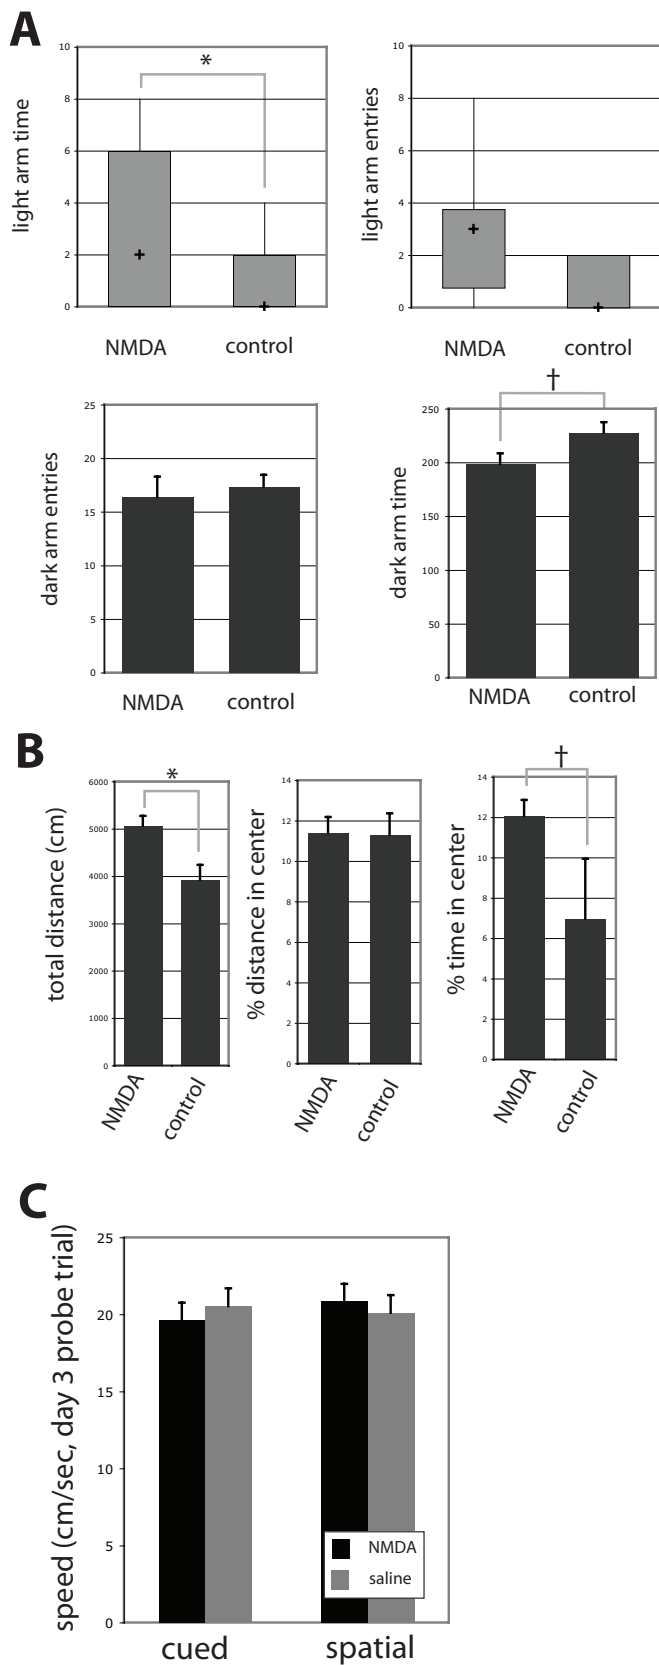 A
light arm time
10
8
6
4
2
0
*
NMDA
control
light arm entries
10
8
6
4
2
0
NMDA
control
dark arm entries
25
20
15
10
5
0
NMDA
control
dark arm time
250
200
150
100
50
0
†
NMDA
control
B
total distance (cm)
6000
5000
4000
3000
2000
1000
0
*
NMDA
control
% distance in center
14
12
10
8
6
4
2
0
NMDA
control
% time in center
14
12
10
8
6
4
2
0
†
NMDA
control
C
speed (cm/sec, day 3 probe trial)
25
20
15
10
5
0
NMDA
saline
cued
spatial